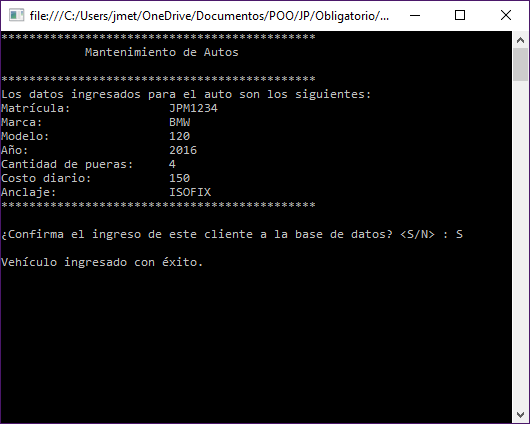 file:///C:/Users/jmet/OneDrive/Documentos/POO/JP/Obligatorio/...
*********************************************
Mantenimiento de Autos
*********************************************
Los datos ingresados para el auto son los siguientes:
Matrícula: JPM1234
Marca: BMW
Modelo: 120
Año: 2016
Cantidad de pueras: 4
Costo diario: 150
Anclaje: ISOFIX
*********************************************
¿Confirma el ingreso de este cliente a la base de datos? <S/N> : S
Vehículo ingresado con éxito.